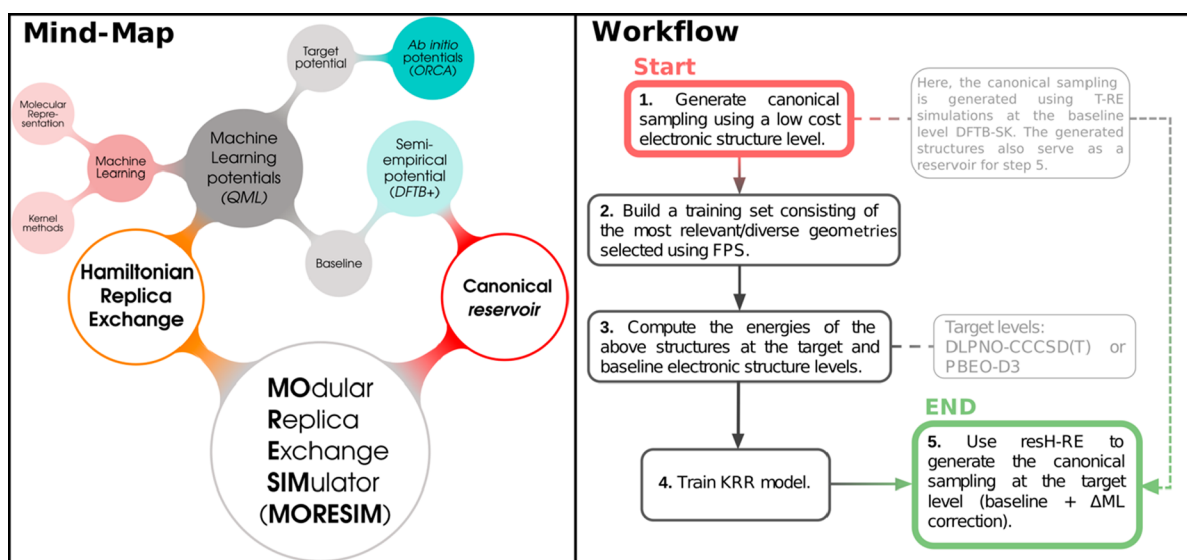 Mind-Map
Ab initio
potentials
(ORCA)
Target
potential
Molecular
Repre-
sentation
Machine
Learning
potentials
(QML)
Semi-
empirical
potential
(DFTB+)
Machine
Learning
Kernel
methods
Baseline
Hamiltonian
Replica
Exchange
Canonical
reservoir
MOdular
Replica
Exchange
SIMulator
(MORESIM)
Workflow
Start
1. Generate canonical
sampling using a low cost
electronic structure level.
Here, the canonical sampling
is generated using T-RE
simulations at the baseline
level DFTB-SK. The generated
structures also serve as a
reservoir for step 5.
2. Build a training set consisting of
the most relevant/diverse geometries
selected using FPS.
3. Compute the energies of the
above structures at the target and
baseline electronic structure levels.
Target levels:
DLPNO-CCCSD(T) or
PBEO-D3
END
4. Train KRR model.
5. Use resH-RE to
generate the canonical
sampling at the target
level (baseline + ΔML
correction).